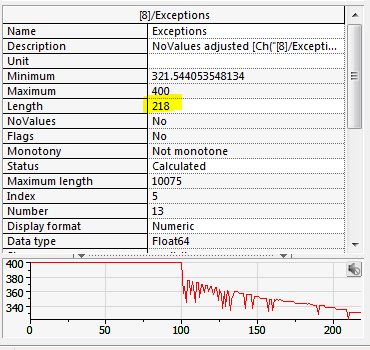 [8]/Exceptions
Name Exceptions
Description NoValues adjusted [Ch("[8]/Excepti...
Unit
Minimum 321.544053548134
Maximum 400
Length 218
NoValues No
Flags No
Monotony Not monotone
Status Calculated
Maximum length 10075
Index 5
Number 13
Display format Numeric
Data type Float64
400
380
360
340
0 50 100 150 200